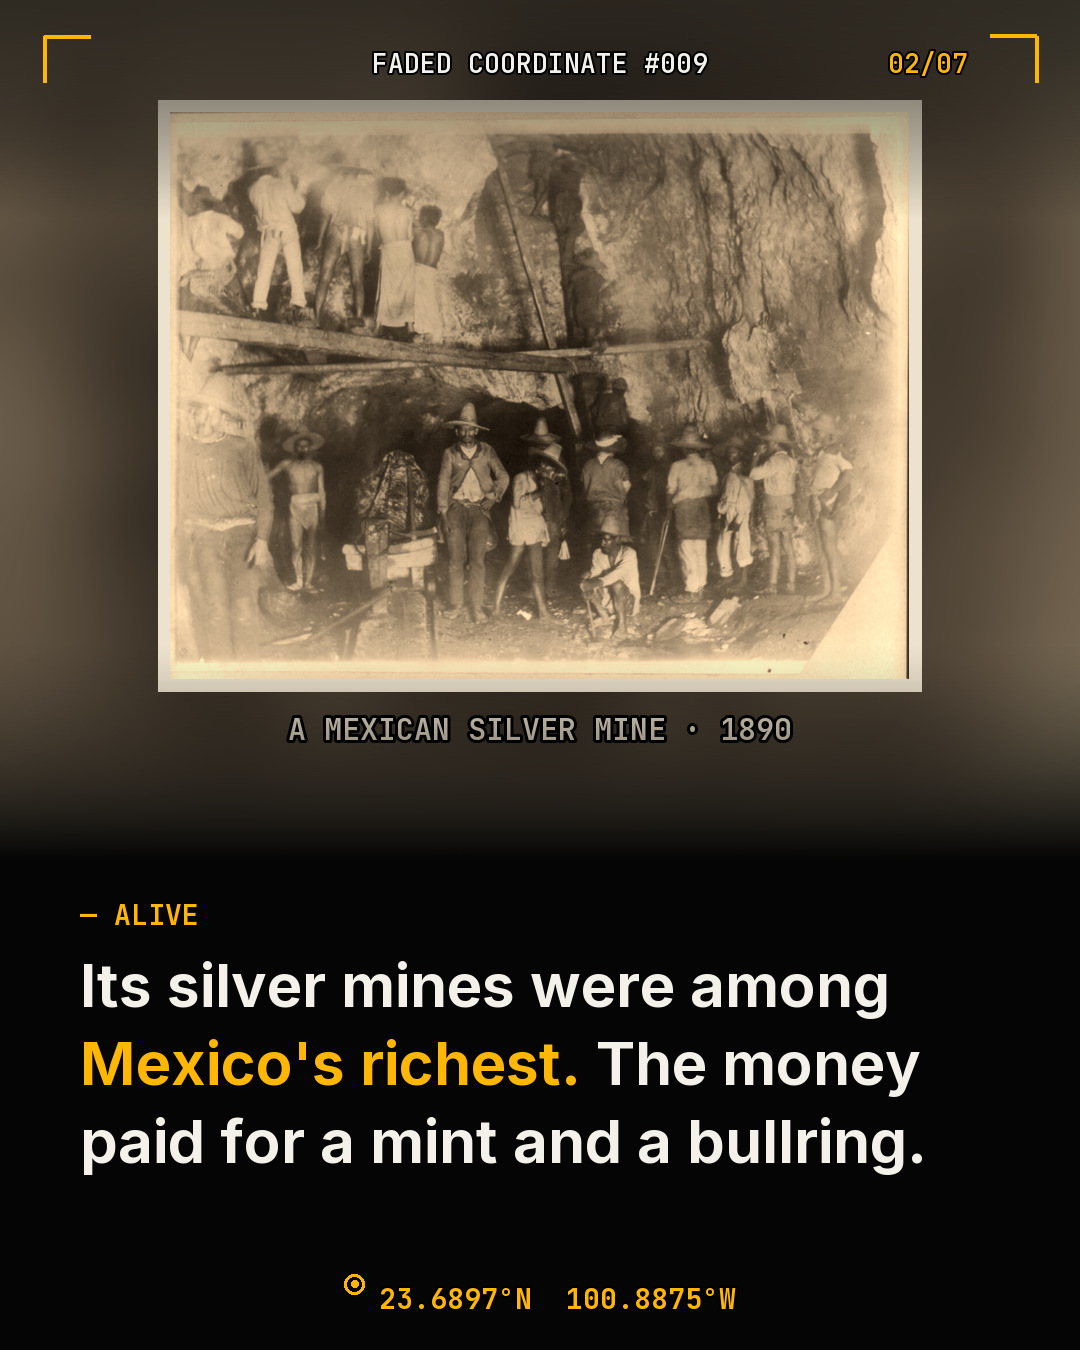 FADED COORDINATE #009
02/07
A MEXICAN SILVER MINE · 1890
— ALIVE
Its silver mines were among
Mexico's richest. The money
paid for a mint and a bullring.
23.6897°N 100.8875°W